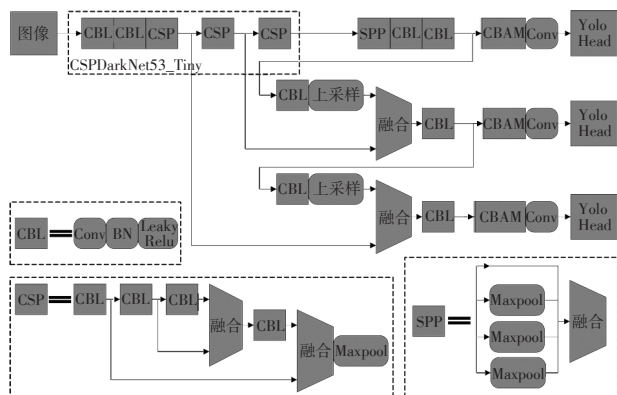 图像
CBL CBL CSP
CSP
CSP
SPP CBL CBL
CBAM Conv
Yolo
Head
CSPDarkNet53_Tiny
CBL 上采样
融合
CBL
CBAM Conv
Yolo
Head
CBL 上采样
融合
CBL
CBAM Conv
Yolo
Head
CBL
Conv BN Leaky
Relu
CSP
CBL
CBL
CBL
融合
CBL
融合
Maxpool
SPP
Maxpool
Maxpool
Maxpool
融合